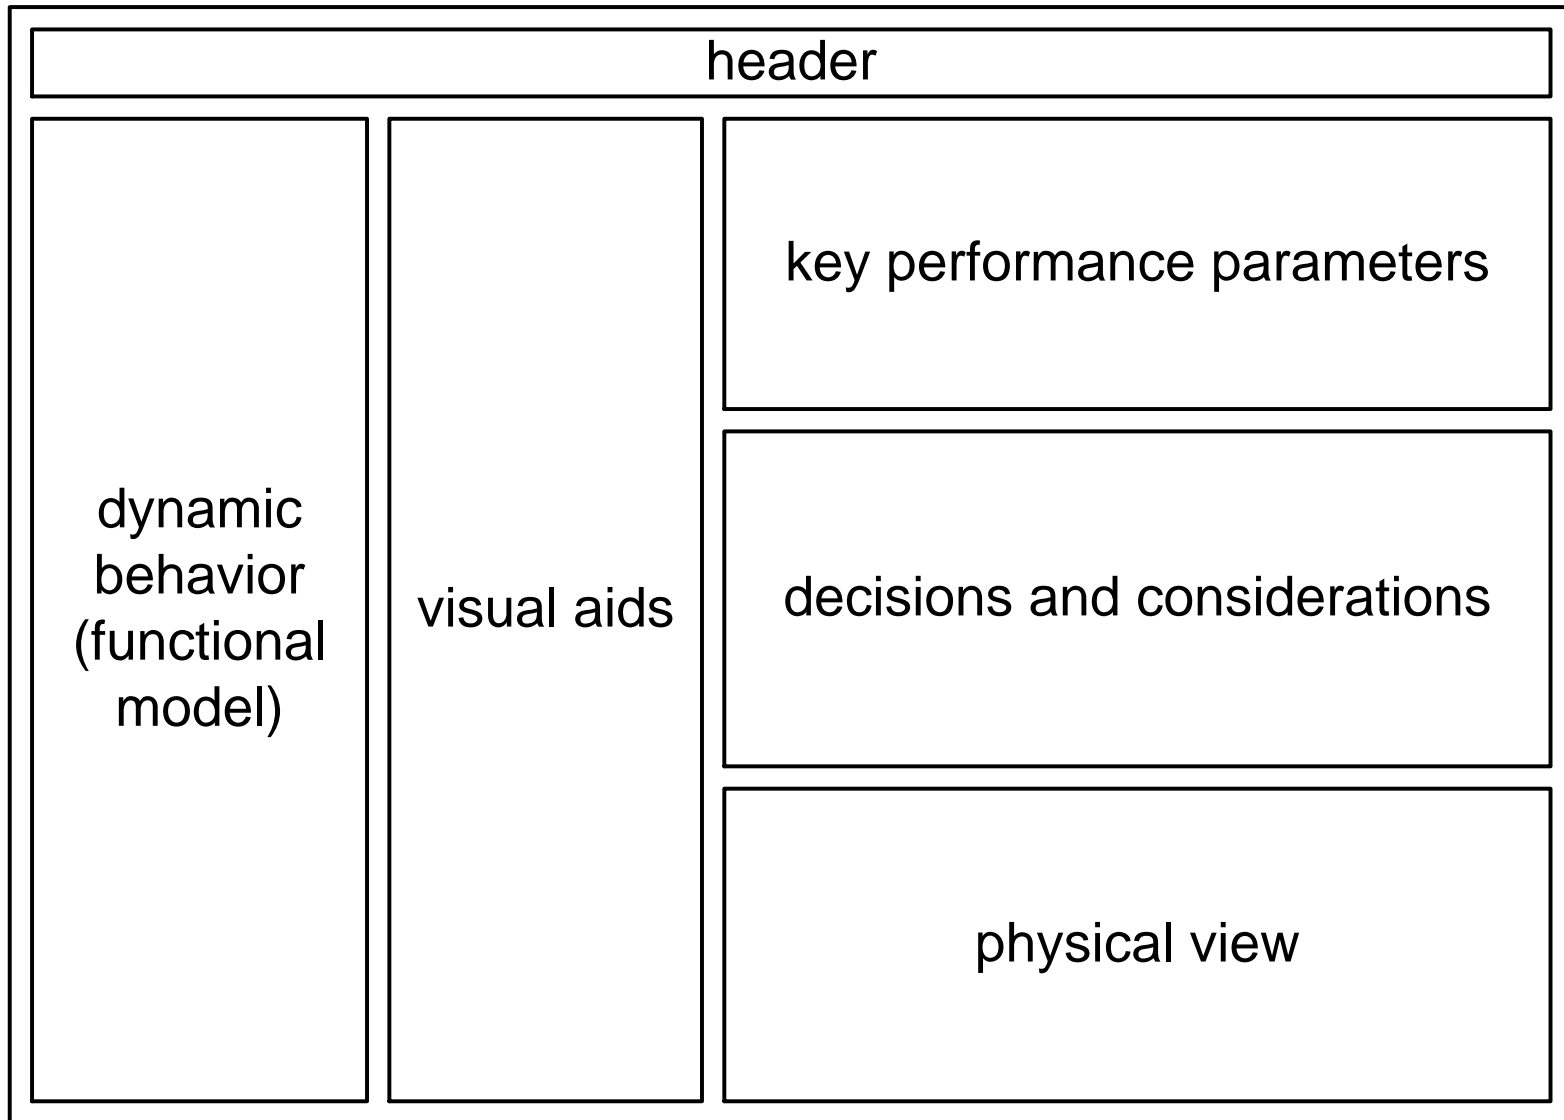 header
dynamic
behavior
(functional
model)
visual aids
key performance parameters
decisions and considerations
physical view